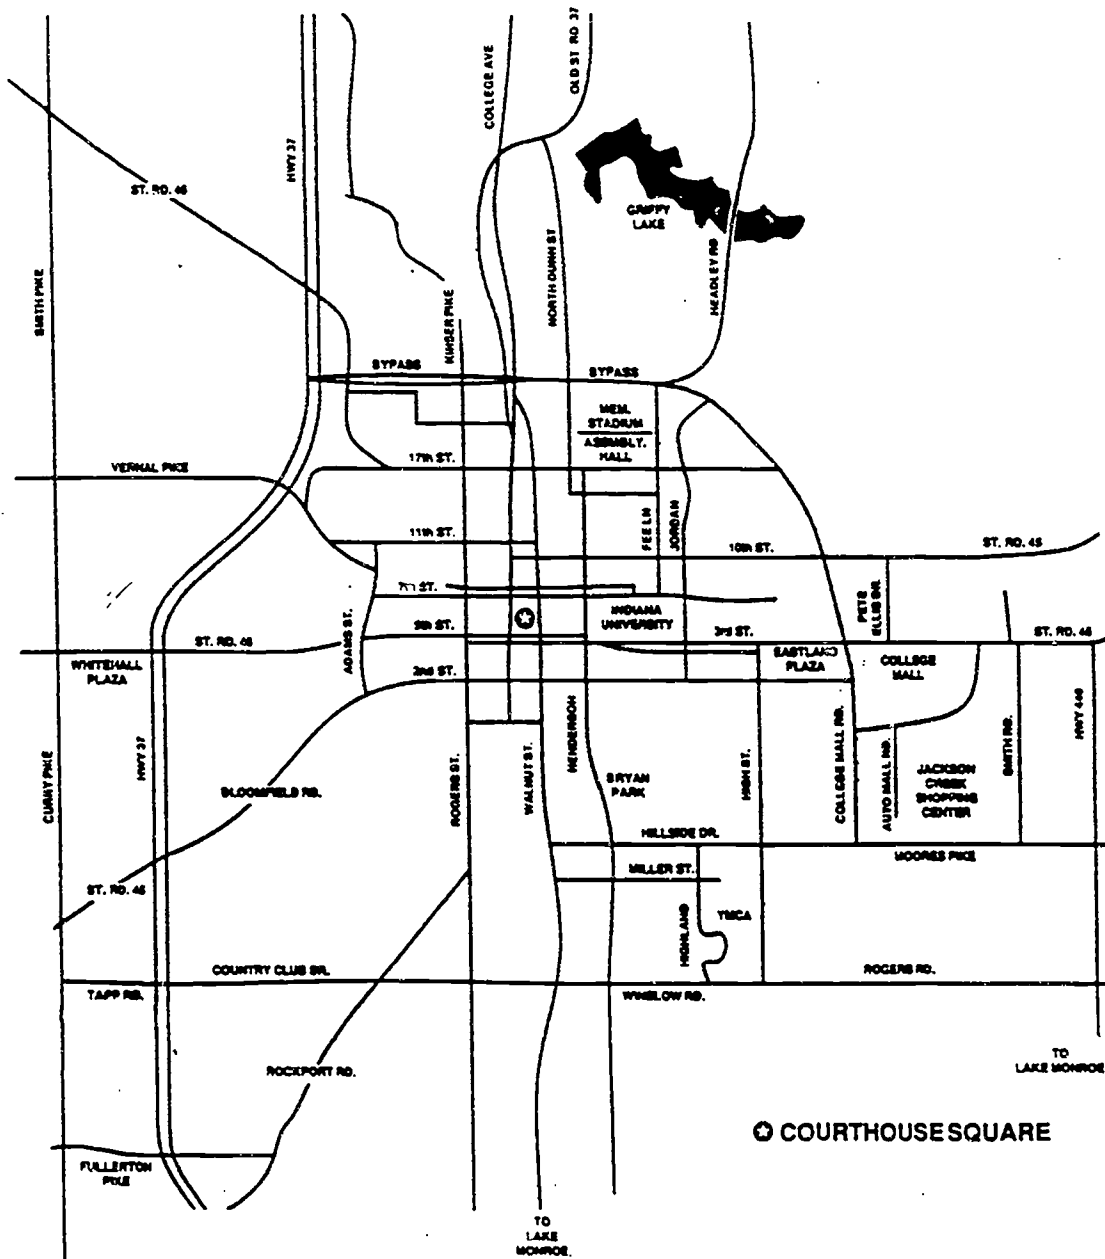 COLLEGE AVE
OLD ST RD 37
HWY 37
ST. RD. 46
GRIFFY
LAKE
NORTH DUNN ST
HEADLEY RD
SMITH PIKE
KINSER PIKE
BYPASS
BYPASS
MEM.
STADIUM
ASSMBLY.
HALL
17th ST.
VERNAL PIKE
FEE LN
JORDAN
11th ST.
10th ST.
ST. RD. 45
7th ST.
PETE
ELLIS DR.
INDIANA
UNIVERSITY
ADAMS ST.
5th ST.
3rd ST.
ST. RD. 46
ST. RD. 46
WHITEHALL
PLAZA
EASTLAND
PLAZA
COLLEGE
MALL
2nd ST.
HENDERSON
HWY 446
CURRY PIKE
HWY 37
ROGERS ST.
WALNUT ST.
HIGH ST.
COLLEGE MALL RD.
AUTO MALL RD.
SMITH RD.
BRYAN
PARK
JACKSON
CREEK
SHOPPING
CENTER
BLOOMFIELD RD.
HILLSIDE DR.
MOORES PIKE
MILLER ST.
ST. RD. 45
HIGHLAND
YMCA
COUNTRY CLUB DR.
ROGERS RD.
TAPP RD.
WINSLOW RD.
ROCKPORT RD.
TO
LAKE MONROE
COURTHOUSE SQUARE
FULLERTON
PIKE
TO
LAKE
MONROE